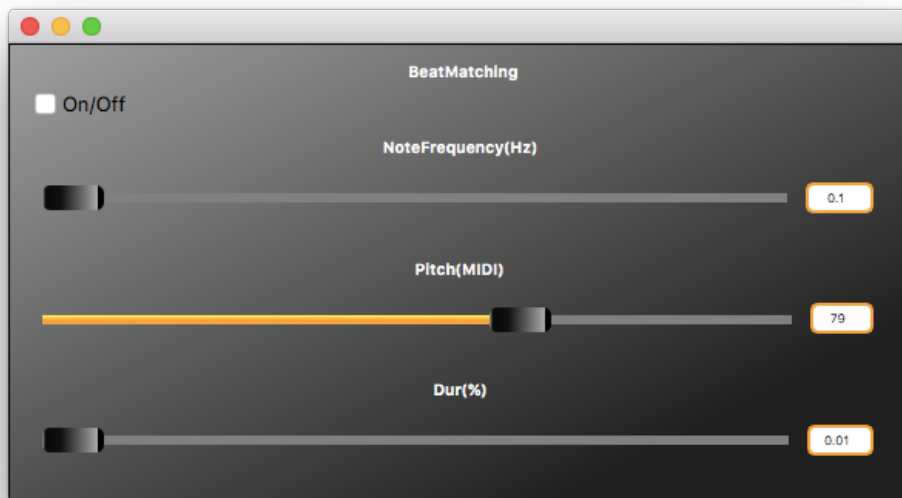 BeatMatching
On/Off
NoteFrequency(Hz)
0.1
Pitch(MIDI)
79
Dur(%)
0.01